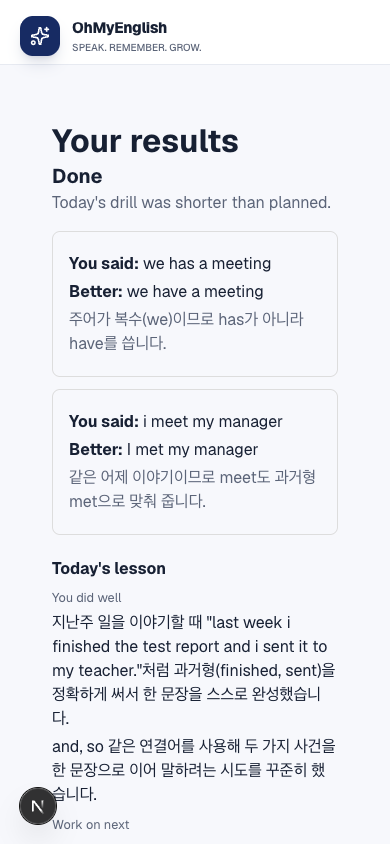 OhMyEnglish
SPEAK. REMEMBER. GROW.
Your results
Done
Today's drill was shorter than planned.
You said: we has a meeting
Better: we have a meeting
주어가 복수(we)이므로 has가 아니라
have를 씁니다.
You said: i meet my manager
Better: I met my manager
같은 어제 이야기이므로 meet도 과거형
met으로 맞춰 줍니다.
Today's lesson
You did well
지난주 일을 이야기할 때 "last week i
finished the test report and i sent it to
my teacher."처럼 과거형(finished, sent)을
정확하게 써서 한 문장을 스스로 완성했습니
다.
and, so 같은 연결어를 사용해 두 가지 사건을
한 문장으로 이어 말하려는 시도를 꾸준히 했
습니다.
N
Work on next